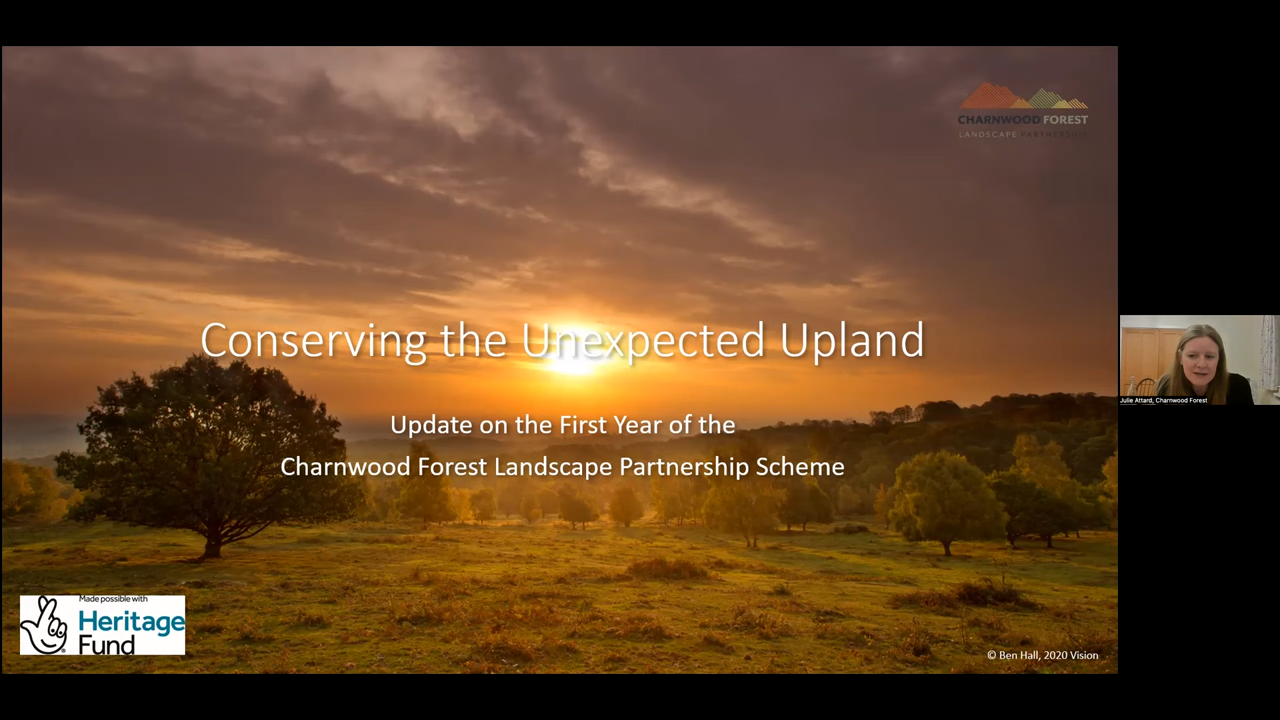 CHARNWOOD FOREST
LANDSCAPE PARTNERSHIP
Conserving the Unexpected Upland
Update on the First Year of the
Charnwood Forest Landscape Partnership Scheme
Made possible with
Heritage
Fund
© Ben Hall, 2020 Vision
Julie Attard, Charnwood Forest